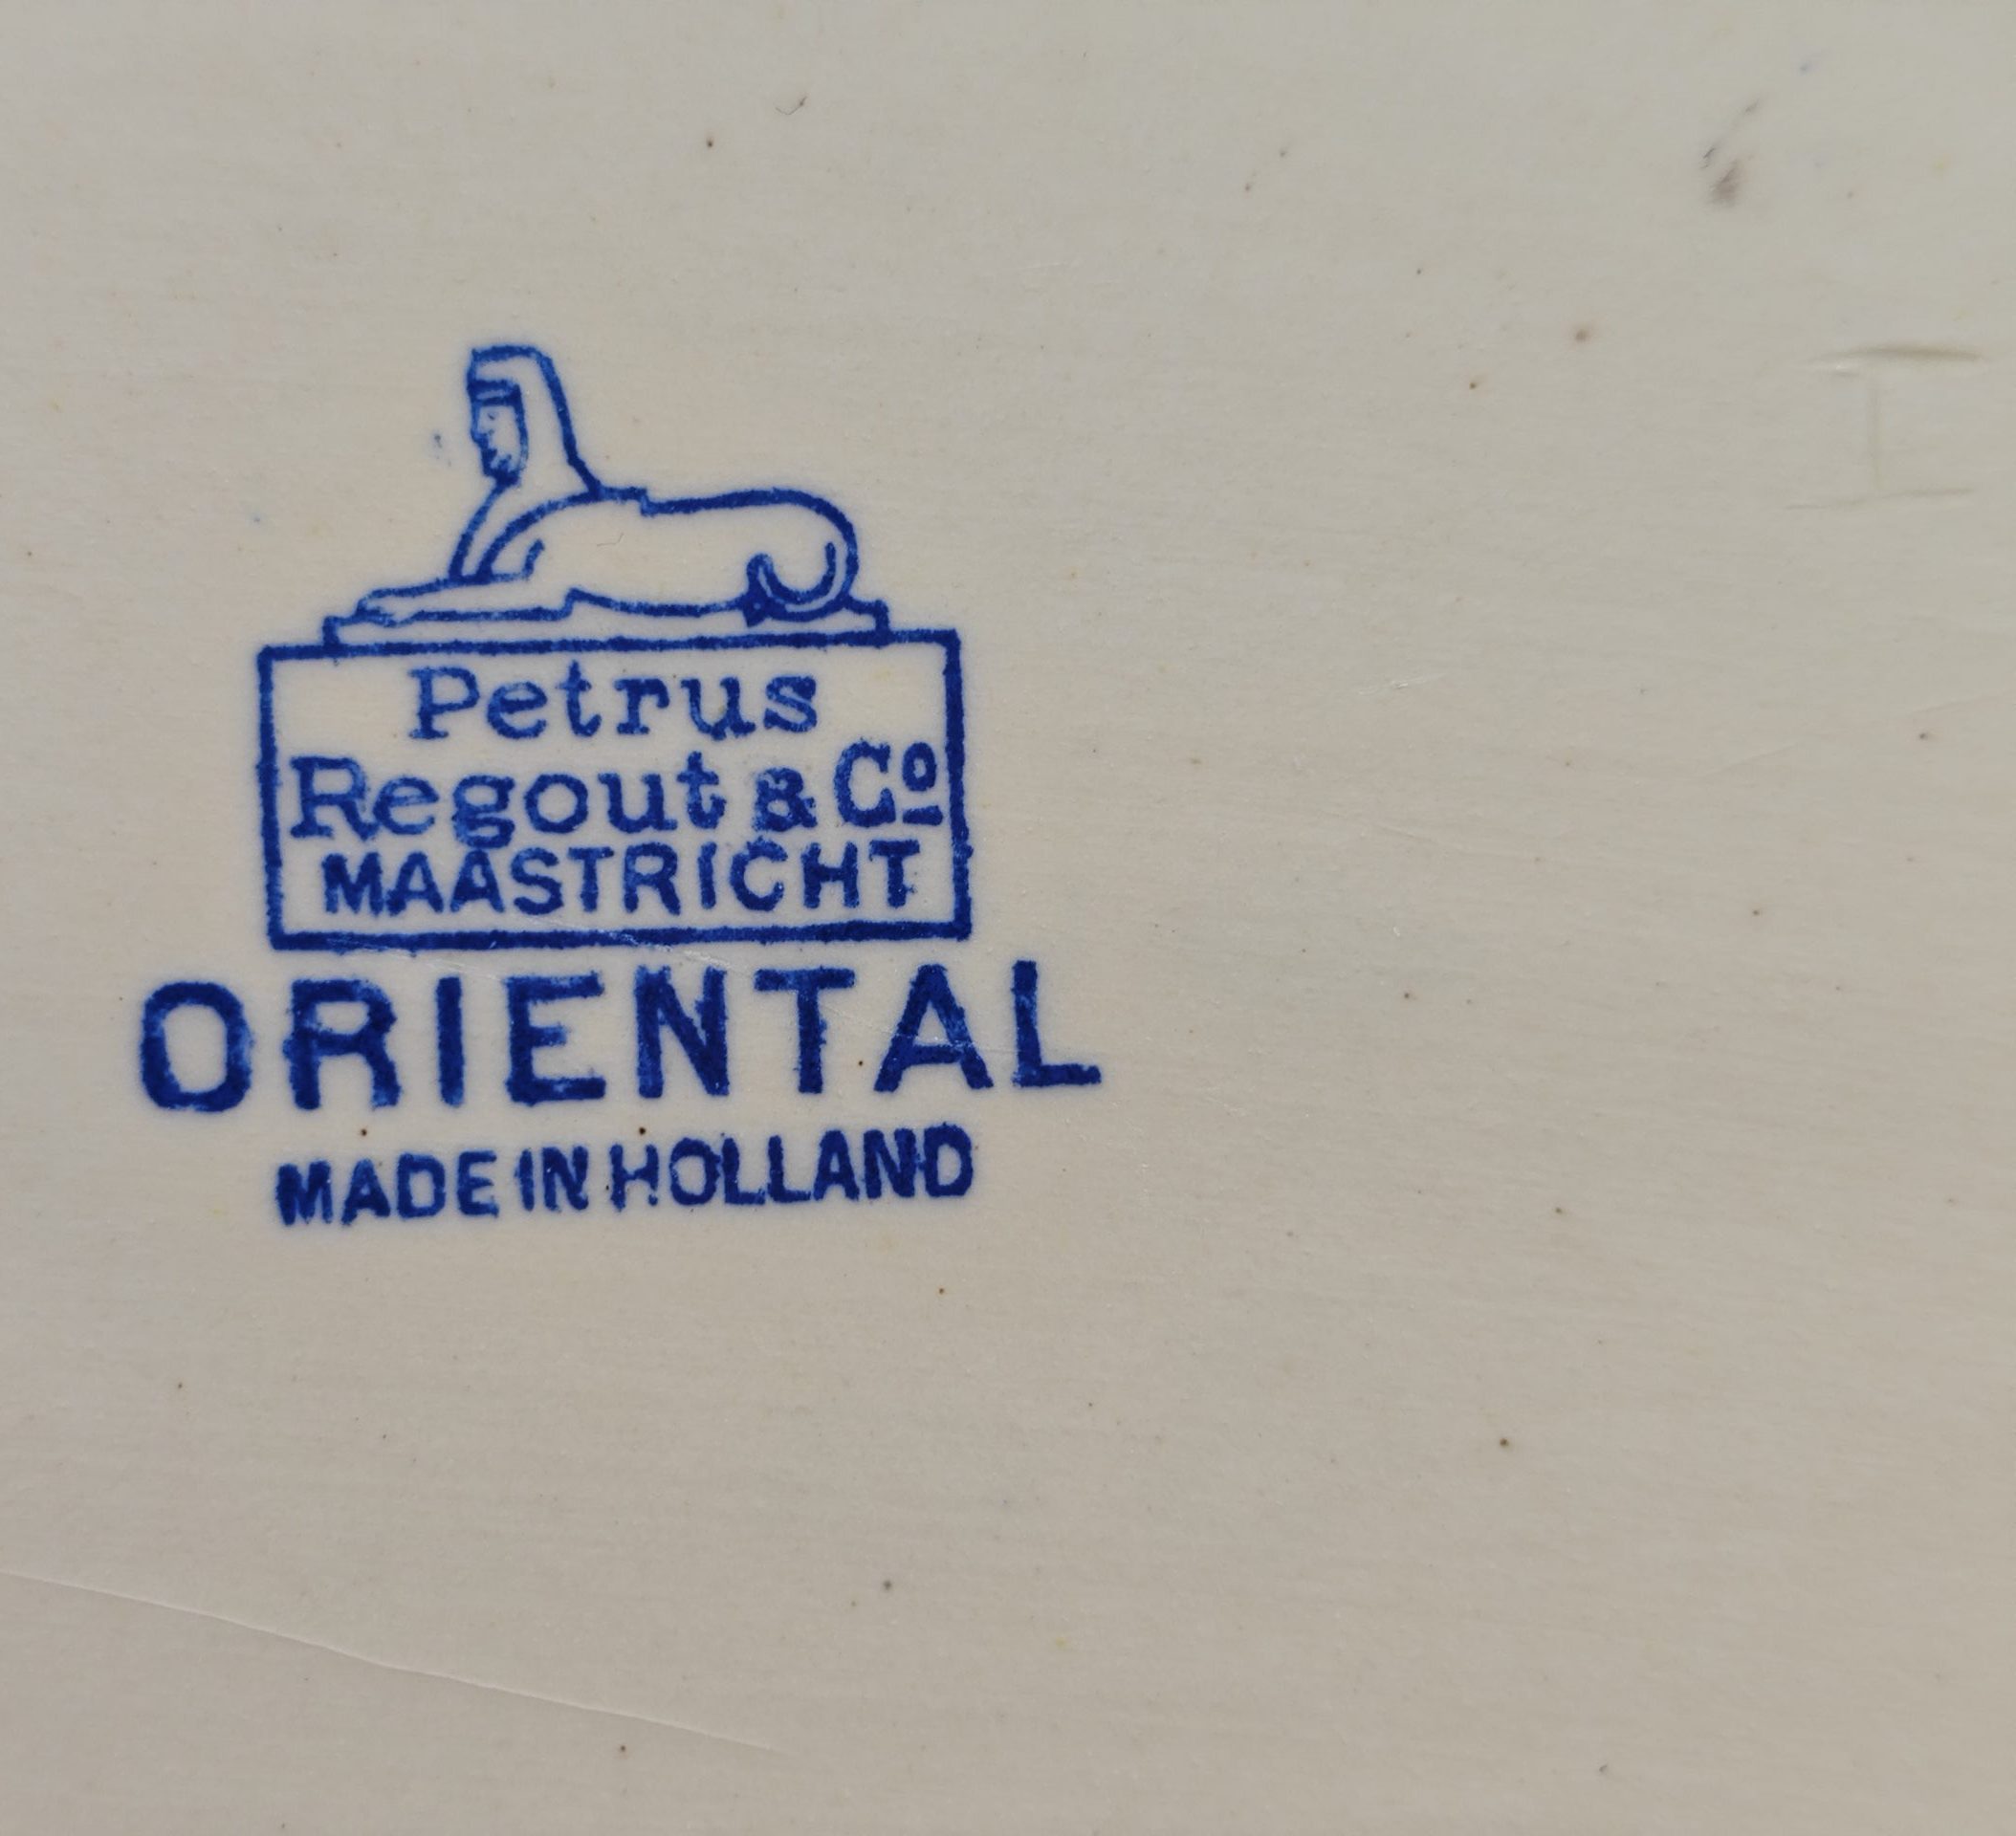 Petrus
Regout & Cº
MAASTRICHT
ORIENTAL
MADE IN HOLLAND